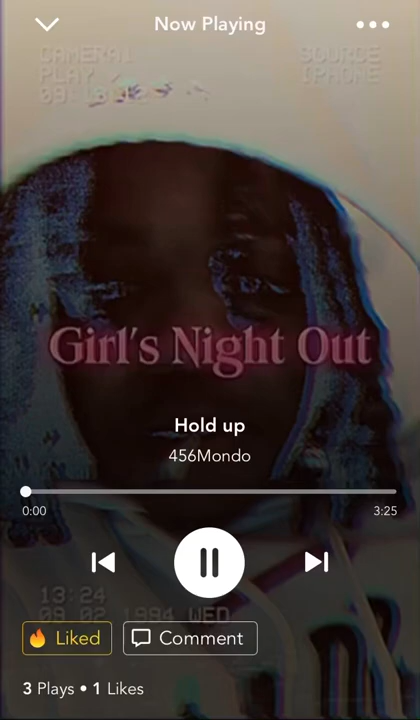 Now Playing
CAMERA1
SOURCE
PLAY
IPHONE
Girl's Night Out
Hold up
456Mondo
0:00
3:25
13:24
09 02 1994 WED
Liked
Comment
3 Plays • 1 Likes